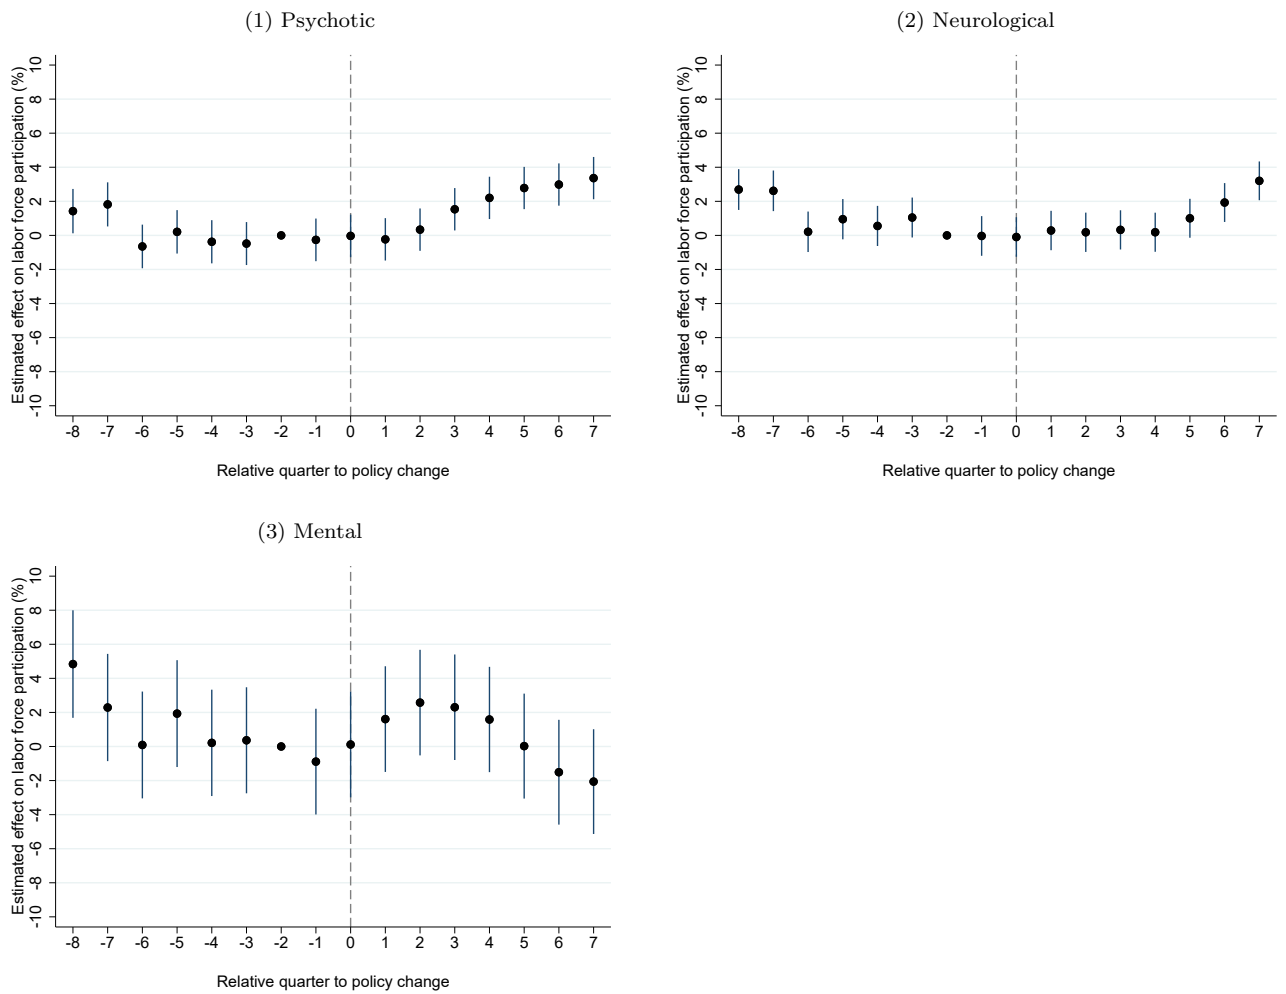 (1) Psychotic
Estimated effect on labor force participation (%)
10
8
6
4
2
0
-2
-4
-6
-8
-10
-8 -7 -6 -5 -4 -3 -2 -1 0 1 2 3 4 5 6 7
Relative quarter to policy change
(2) Neurological
Estimated effect on labor force participation (%)
10
8
6
4
2
0
-2
-4
-6
-8
-10
-8 -7 -6 -5 -4 -3 -2 -1 0 1 2 3 4 5 6 7
Relative quarter to policy change
(3) Mental
Estimated effect on labor force participation (%)
10
8
6
4
2
0
-2
-4
-6
-8
-10
-8 -7 -6 -5 -4 -3 -2 -1 0 1 2 3 4 5 6 7
Relative quarter to policy change